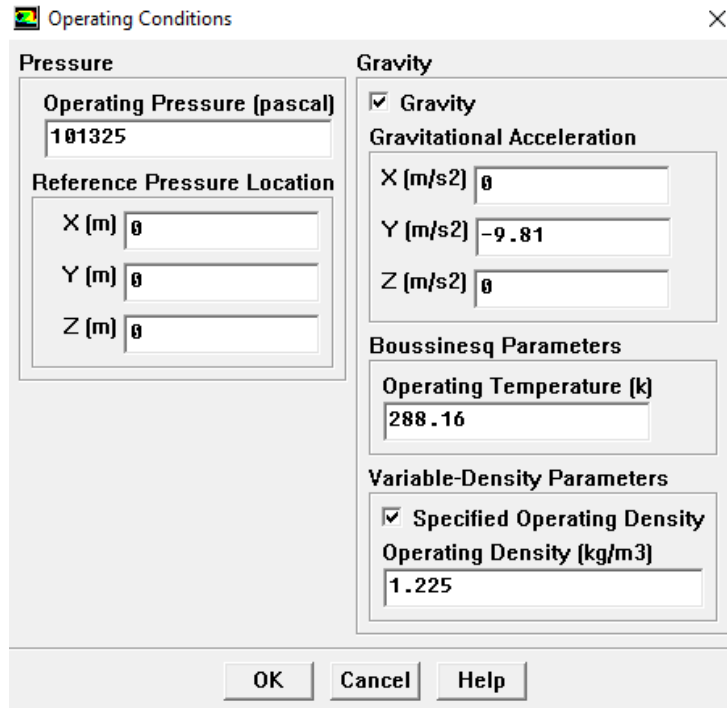 Operating Conditions
Pressure
Operating Pressure (pascal)
101325
Reference Pressure Location
X (m) 0
Y (m) 0
Z (m) 0
Gravity
Gravity
Gravitational Acceleration
X (m/s2) 0
Y (m/s2) -9.81
Z (m/s2) 0
Boussinesq Parameters
Operating Temperature (k)
288.16
Variable-Density Parameters
Specified Operating Density
Operating Density (kg/m3)
1.225
OK Cancel Help